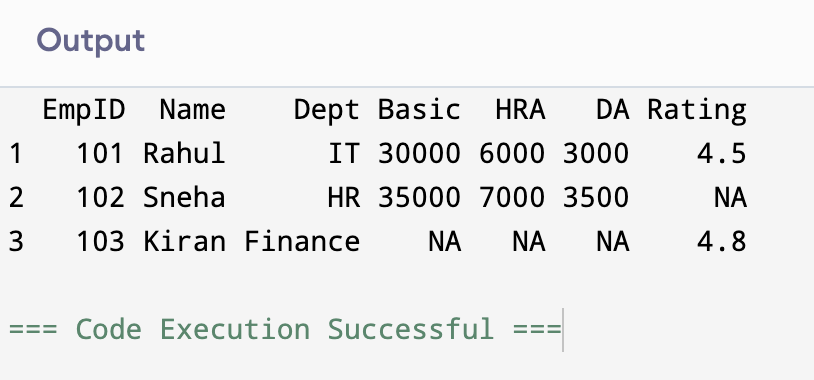 Output
EmpID Name Dept Basic HRA DA Rating
1 101 Rahul IT 30000 6000 3000 4.5
2 102 Sneha HR 35000 7000 3500 NA
3 103 Kiran Finance NA NA NA 4.8
=== Code Execution Successful ===